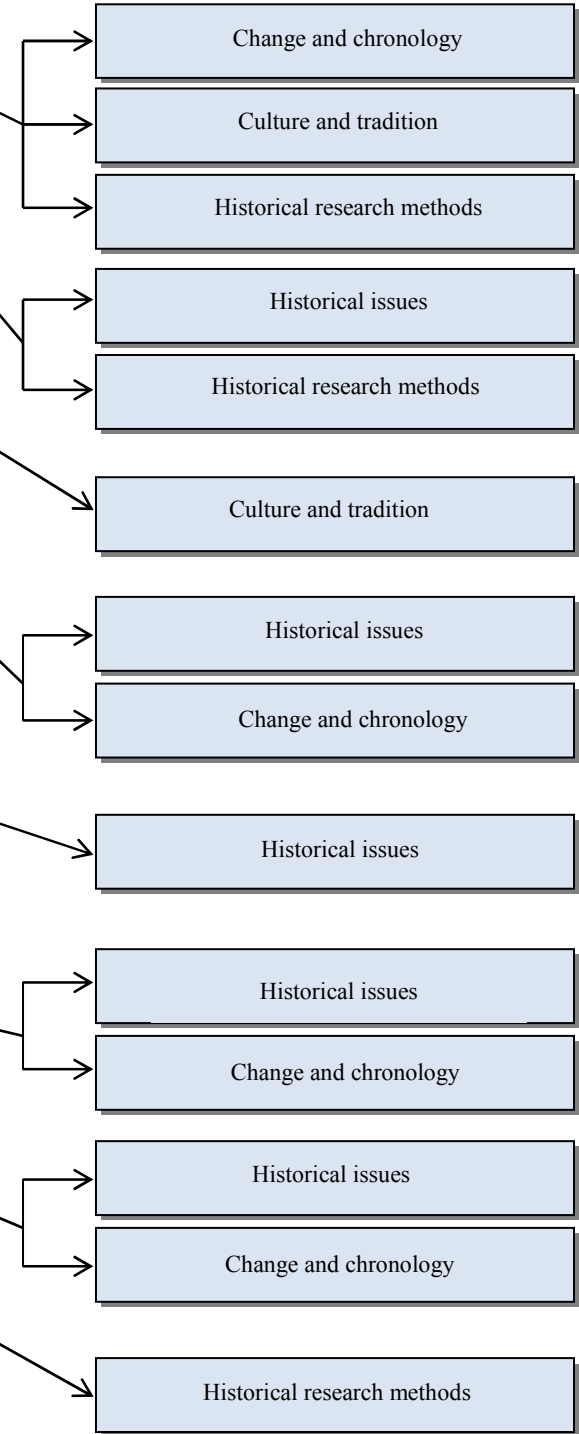 Change and chronology
Culture and tradition
Historical research methods
Historical issues
Historical research methods
Culture and tradition
Historical issues
Change and chronology
Historical issues
Historical issues
Change and chronology
Historical issues
Change and chronology
Historical research methods